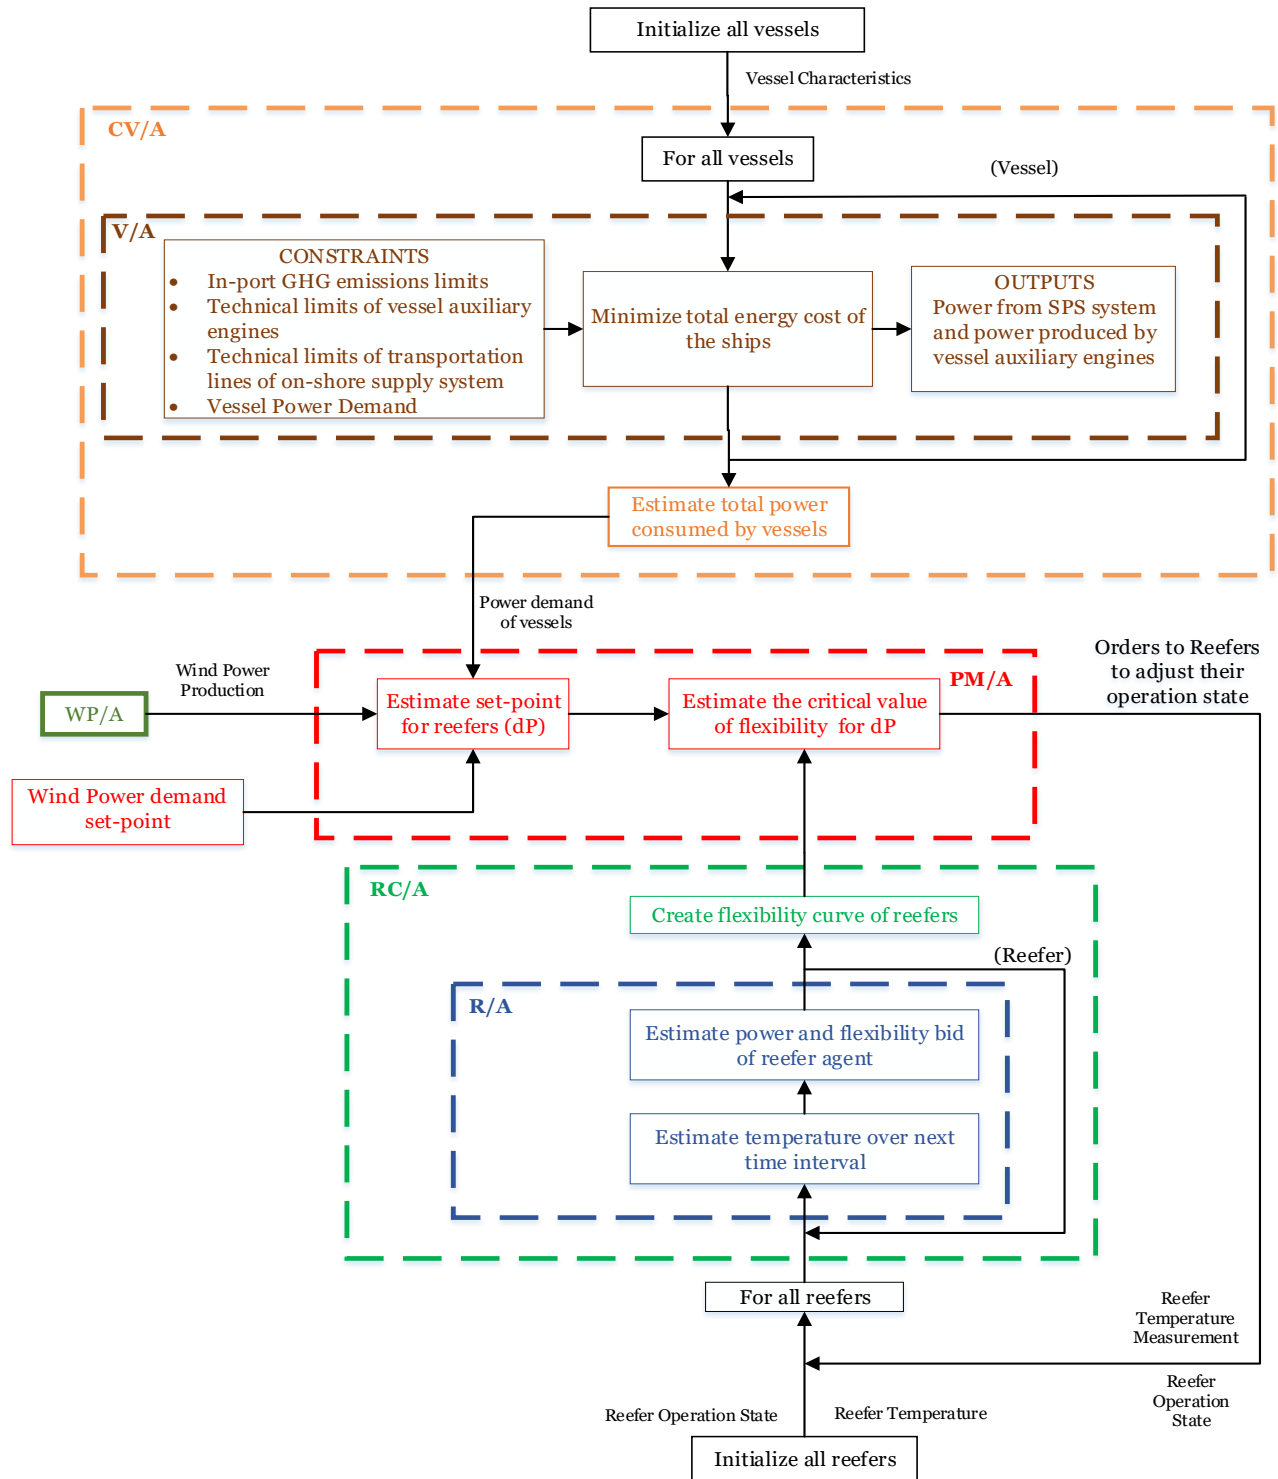 Initialize all vessels
Vessel Characteristics
CV/A
For all vessels
(Vessel)
V/A
CONSTRAINTS
• In-port GHG emissions limits
• Technical limits of vessel auxiliary
engines
• Technical limits of transportation
lines of on-shore supply system
• Vessel Power Demand
Minimize total energy cost of
the ships
OUTPUTS
Power from SPS system
and power produced by
vessel auxiliary engines
Estimate total power
consumed by vessels
Power demand
of vessels
Wind Power
Production
WP/A
Wind Power demand
set-point
PM/A
Estimate set-point
for reefers (dP)
Estimate the critical value
of flexibility for dP
Orders to Reefers
to adjust their
operation state
RC/A
Create flexibility curve of reefers
(Reefer)
R/A
Estimate power and flexibility bid
of reefer agent
Estimate temperature over next
time interval
For all reefers
Reefer
Temperature
Measurement
Reefer
Operation
State
Reefer Operation State
Reefer Temperature
Initialize all reefers